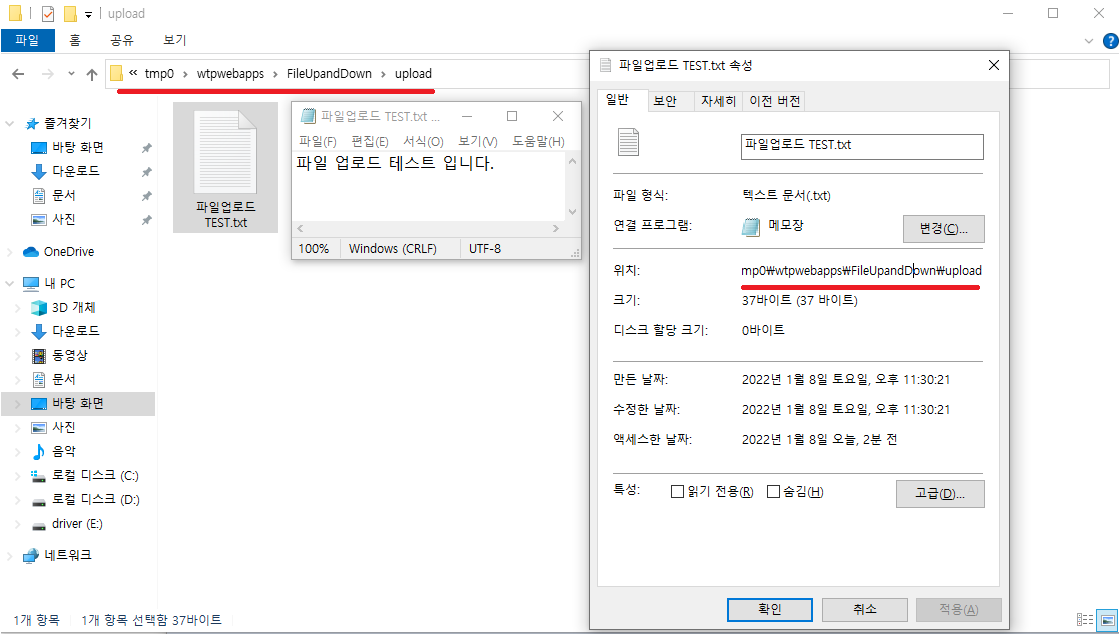 upload
파일
홈
공유
보기
« tmp0 › wtpwebapps › FileUpandDown › upload
즐겨찾기
바탕 화면
다운로드
문서
사진
OneDrive
내 PC
3D 개체
다운로드
동영상
문서
바탕 화면
사진
음악
로컬 디스크 (C:)
로컬 디스크 (D:)
driver (E:)
네트워크
파일업로드
TEST.txt
파일업로드 TEST.txt ...
파일(F) 편집(E) 서식(O) 보기(V) 도움말(H)
파일 업로드 테스트 입니다.
100% Windows (CRLF) UTF-8
파일업로드 TEST.txt 속성
일반 보안 자세히 이전 버전
파일업로드 TEST.txt
파일 형식: 텍스트 문서(.txt)
연결 프로그램: 메모장 변경(C)...
위치: mp0₩wtpwebapps₩FileUpandDown₩upload
크기: 37바이트 (37 바이트)
디스크 할당 크기: 0바이트
만든 날짜: 2022년 1월 8일 토요일, 오후 11:30:21
수정한 날짜: 2022년 1월 8일 토요일, 오후 11:30:21
액세스한 날짜: 2022년 1월 8일 오늘, 2분 전
특성: 읽기 전용(R) 숨김(H) 고급(D)...
확인 취소 적용(A)
1개 항목 1개 항목 선택함 37바이트